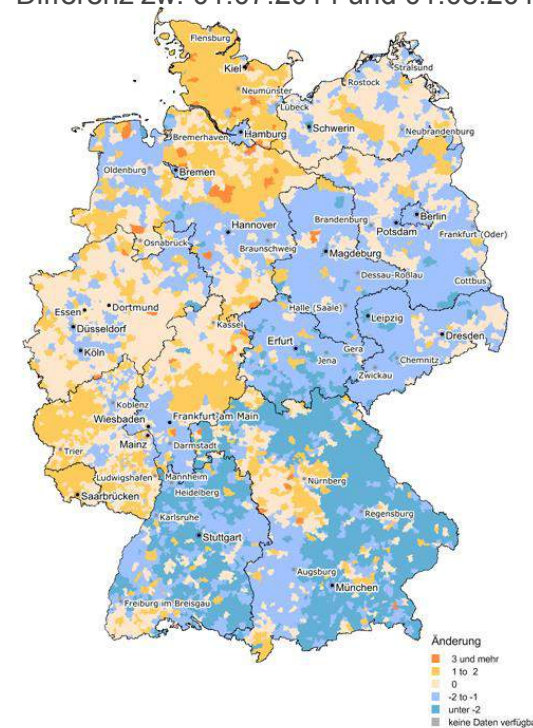 Differenz zw. 01.07.2011 und 01.08.201
Flensburg
Kiel
Stralsund
Rostock
Neumünster
Lübeck
Schwerin
Neubrandenburg
Bremerhaven
Hamburg
Oldenburg
Bremen
Hannover
Brandenburg
Berlin
Potsdam
Frankfurt (Oder)
Osnabrück
Braunschweig
Magdeburg
Dessau-Roßlau
Cottbus
Essen
Dortmund
Halle (Saale)
Leipzig
Düsseldorf
Kassel
Erfurt
Dresden
Köln
Jena
Gera
Chemnitz
Zwickau
Koblenz
Wiesbaden
Frankfurt am Main
Mainz
Trier
Darmstadt
Ludwigshafen
Mannheim
Nürnberg
Saarbrücken
Heidelberg
Karlsruhe
Regensburg
Stuttgart
Augsburg
München
Freiburg im Breisgau
Änderung
3 und mehr
1 to 2
0
-2 to -1
unter -2
keine Daten verfügba